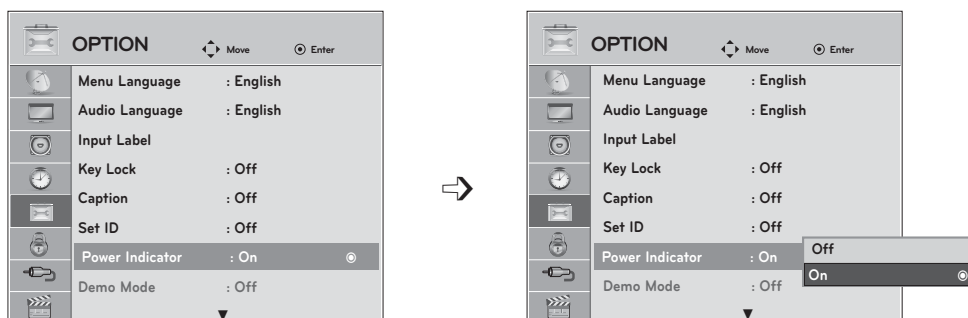 OPTION Move Enter
Menu Language : English
Audio Language : English
Input Label
Key Lock : Off
Caption : Off
Set ID : Off
Power Indicator : On
Demo Mode : Off
OPTION Move Enter
Menu Language : English
Audio Language : English
Input Label
Key Lock : Off
Caption : Off
Set ID : Off
Power Indicator : On
Demo Mode : Off
Off
On